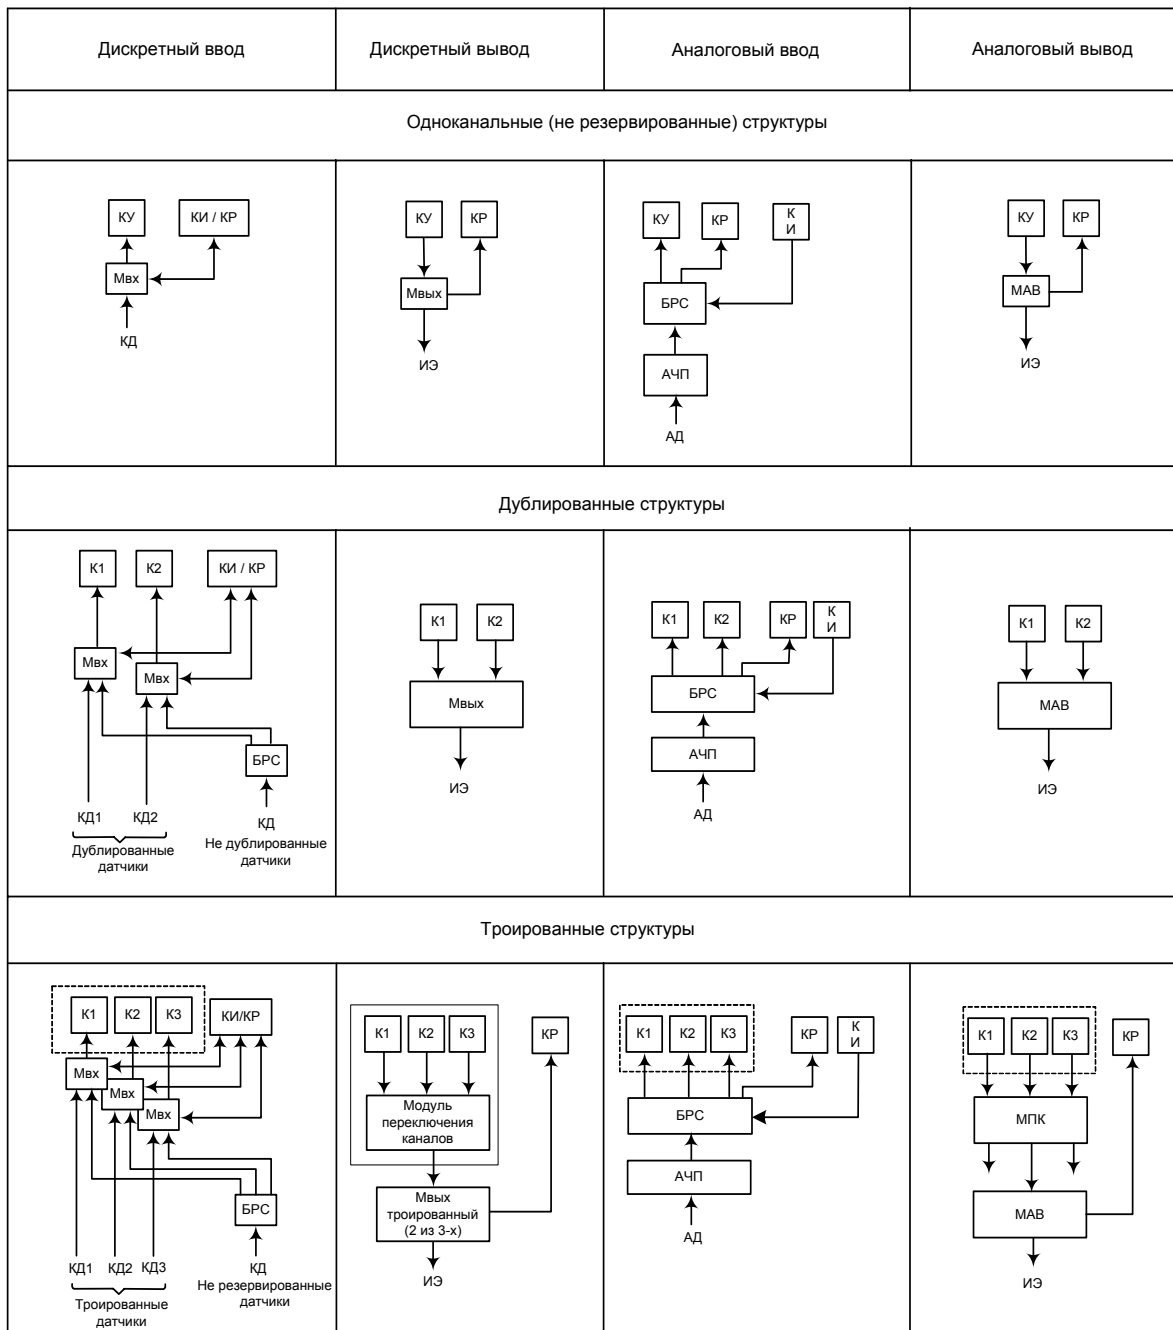 Дискретный ввод
Дискретный вывод
Аналоговый ввод
Аналоговый вывод
Одноканальные (не резервированные) структуры
КУ
КИ / КР
Мвх
КД
КУ
КР
Мвых
ИЭ
КУ
КР
К
И
БРС
АЧП
АД
КУ
КР
МАВ
ИЭ
Дублированные структуры
К1
К2
КИ / КР
Мвх
Мвх
БРС
КД1
КД2
КД
Дублированные
датчики
Не дублированные
датчики
К1
К2
Мвых
ИЭ
К1
К2
КР
К
И
БРС
АЧП
АД
К1
К2
МАВ
ИЭ
Троированные структуры
К1
К2
К3
КИ/КР
Мвх
Мвх
Мвх
БРС
КД1
КД2
КД3
КД
Троированные
датчики
Не резервированные
датчики
К1
К2
К3
КР
Модуль
переключения
каналов
Мвых
троированный
(2 из 3-х)
ИЭ
К1
К2
К3
КР
К
И
БРС
АЧП
АД
К1
К2
К3
КР
МПК
МАВ
ИЭ